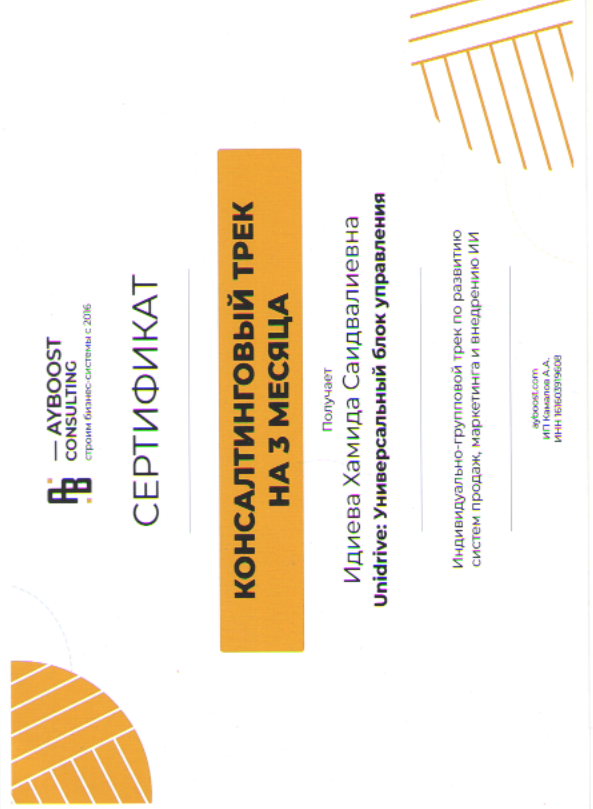 AB
— AYBOOST
CONSULTING
строим бизнес-системы с 2016
СЕРТИФИКАТ
КОНСАЛТИНГОВЫЙ ТРЕК
НА 3 МЕСЯЦА
Получает
Идиева Хамида Саидвалиевна
Unidrive: Универсальный блок управления
Индивидуально-групповой трек по развитию
систем продаж, маркетинга и внедрению ИИ
ayboost.com
ИП Камалов А.А.
ИНН 161603919608